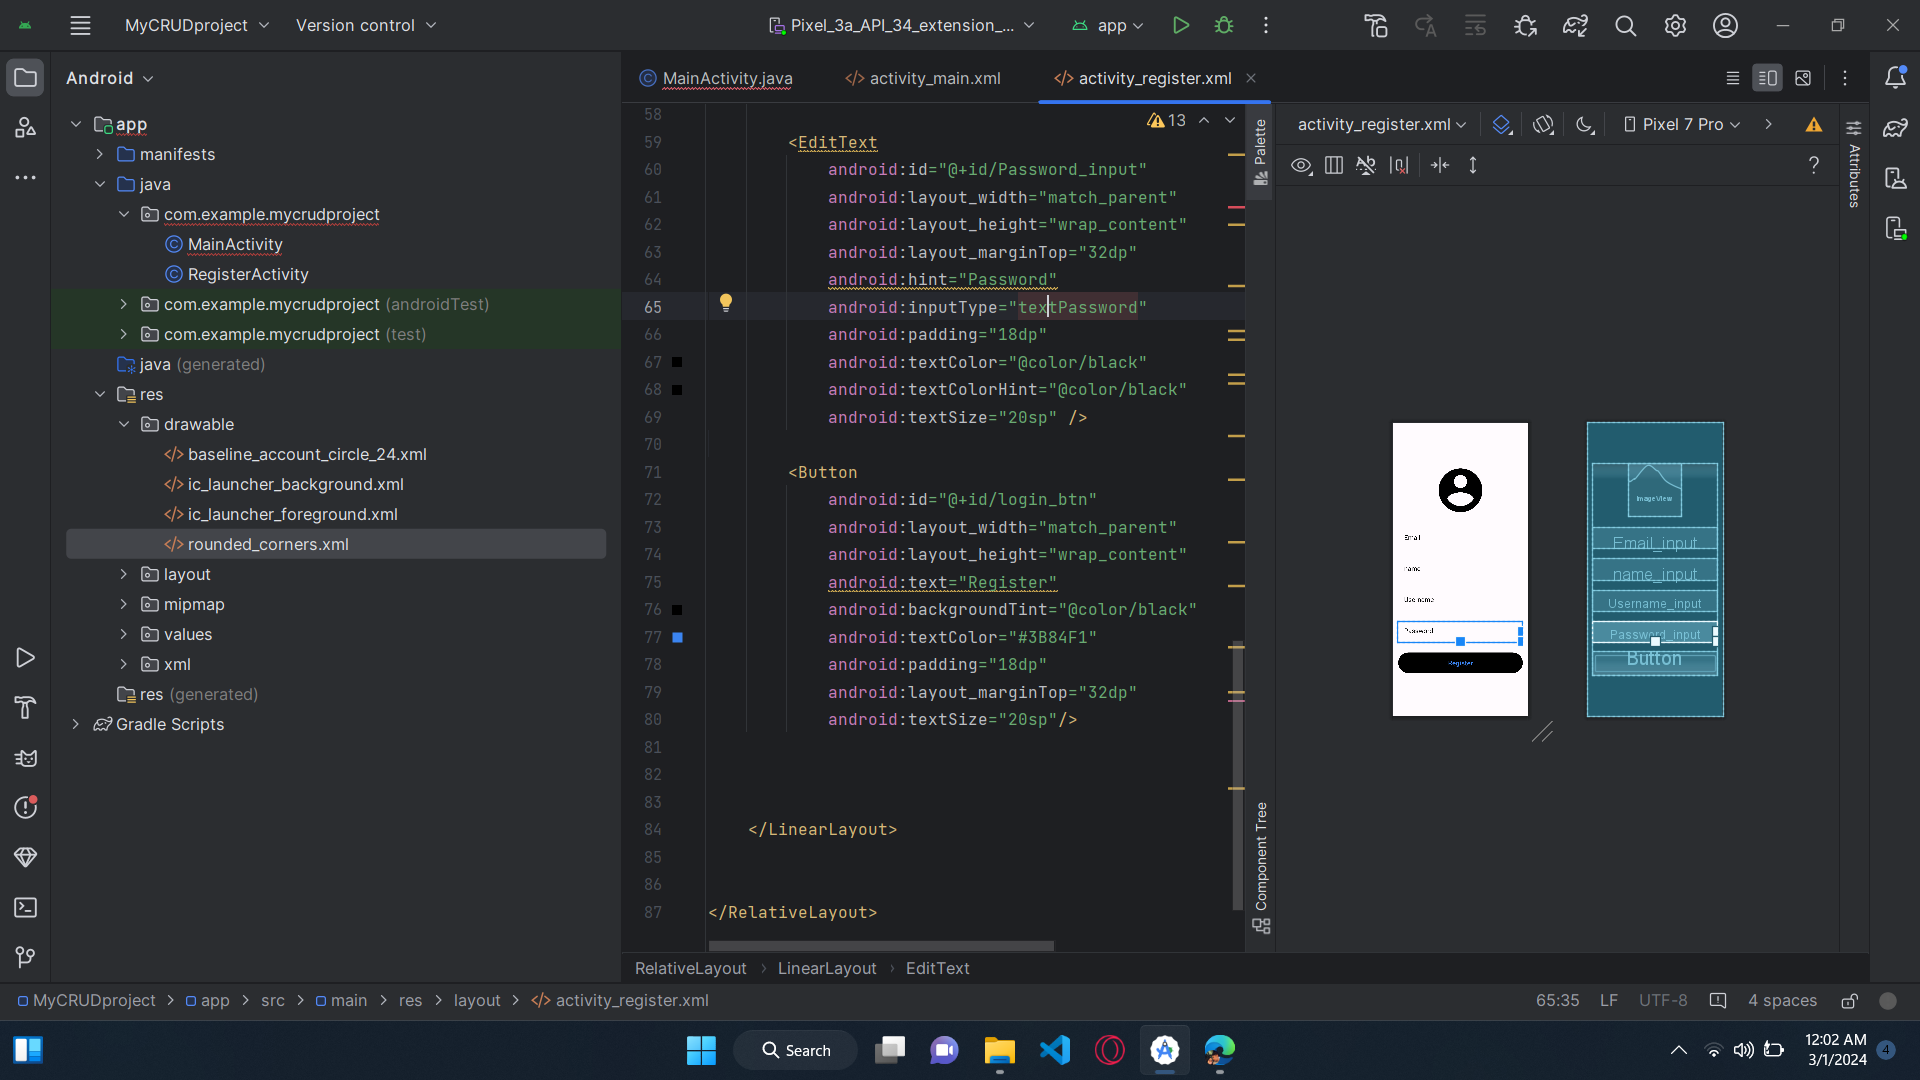 MyCRUDproject
Version control
Pixel_3a_API_34_extension_...
app
Android
app
manifests
java
com.example.mycrudproject
MainActivity
RegisterActivity
com.example.mycrudproject (androidTest)
com.example.mycrudproject (test)
java (generated)
res
drawable
baseline_account_circle_24.xml
ic_launcher_background.xml
ic_launcher_foreground.xml
rounded_corners.xml
layout
mipmap
values
xml
res (generated)
Gradle Scripts
MainActivity.java
activity_main.xml
activity_register.xml
13
58
59 <EditText
60 android:id="@+id/Password_input"
61 android:layout_width="match_parent"
62 android:layout_height="wrap_content"
63 android:layout_marginTop="32dp"
64 android:hint="Password"
65 android:inputType="textPassword"
66 android:padding="18dp"
67 android:textColor="@color/black"
68 android:textColorHint="@color/black"
69 android:textSize="20sp" />
70
71 <Button
72 android:id="@+id/login_btn"
73 android:layout_width="match_parent"
74 android:layout_height="wrap_content"
75 android:text="Register"
76 android:backgroundTint="@color/black"
77 android:textColor="#3B84F1"
78 android:padding="18dp"
79 android:layout_marginTop="32dp"
80 android:textSize="20sp"/>
81
82
83
84 </LinearLayout>
85
86
87 </RelativeLayout>
RelativeLayout > LinearLayout > EditText
Palette
Component Tree
activity_register.xml
Pixel 7 Pro
?
Attributes
Email
name
Username
Password
Register
ImageView
Email_input
name_input
Username_input
Password_input
Button
MyCRUDproject > app > src > main > res > layout > activity_register.xml
65:35
LF
UTF-8
4 spaces
Search
12:02 AM
3/1/2024
4